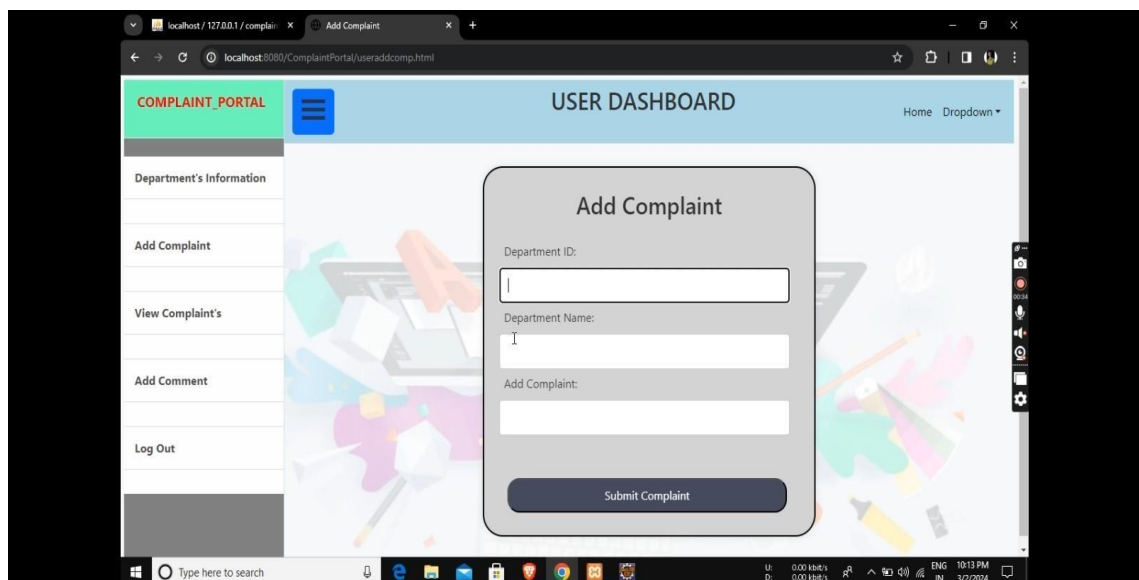 localhost / 127.0.0.1 / complain
Add Complaint
localhost:8080/ComplaintPortal/useraddcomp.html
COMPLAINT_PORTAL
USER DASHBOARD
Home Dropdown
Department's Information
Add Complaint
View Complaint's
Add Comment
Log Out
Add Complaint
Department ID:
Department Name:
Add Complaint:
Submit Complaint
00:34
Type here to search
U: 0.00 kbit/s
D: 0.00 kbit/s
ENG
IN
10:13 PM
3/2/2024